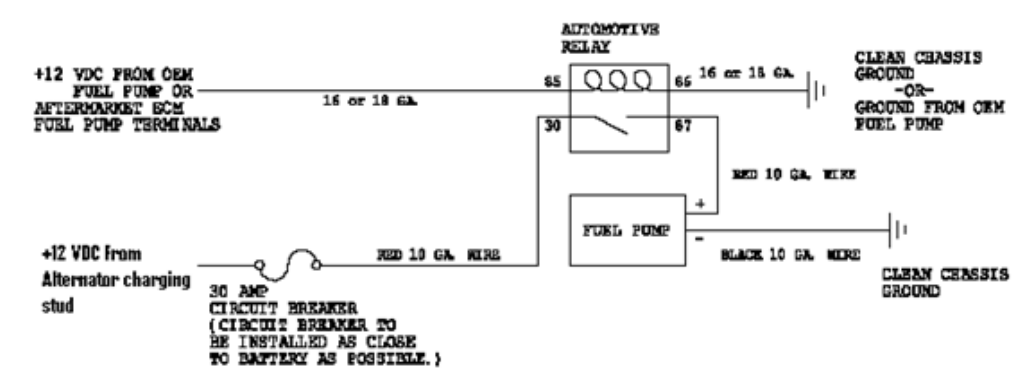 AUTOMOTIVE
RELAY
+12 VDC FROM OEM
FUEL PUMP OR
AFTERMARKET ECM
FUEL PUMP TERMINALS
16 or 18 GA.
85
66
30
67
16 or 18 GA.
CLEAN CHASSIS
GROUND
-OR-
GROUND FROM OEM
FUEL PUMP
RED 10 GA. WIRE
FUEL PUMP
+
-
BLACK 10 GA. WIRE
CLEAN CHASSIS
GROUND
+12 VDC From
Alternator charging
stud
RED 10 GA. WIRE
30 AMP
CIRCUIT BREAKER
(CIRCUIT BREAKER TO
BE INSTALLED AS CLOSE
TO BATTERY AS POSSIBLE.)